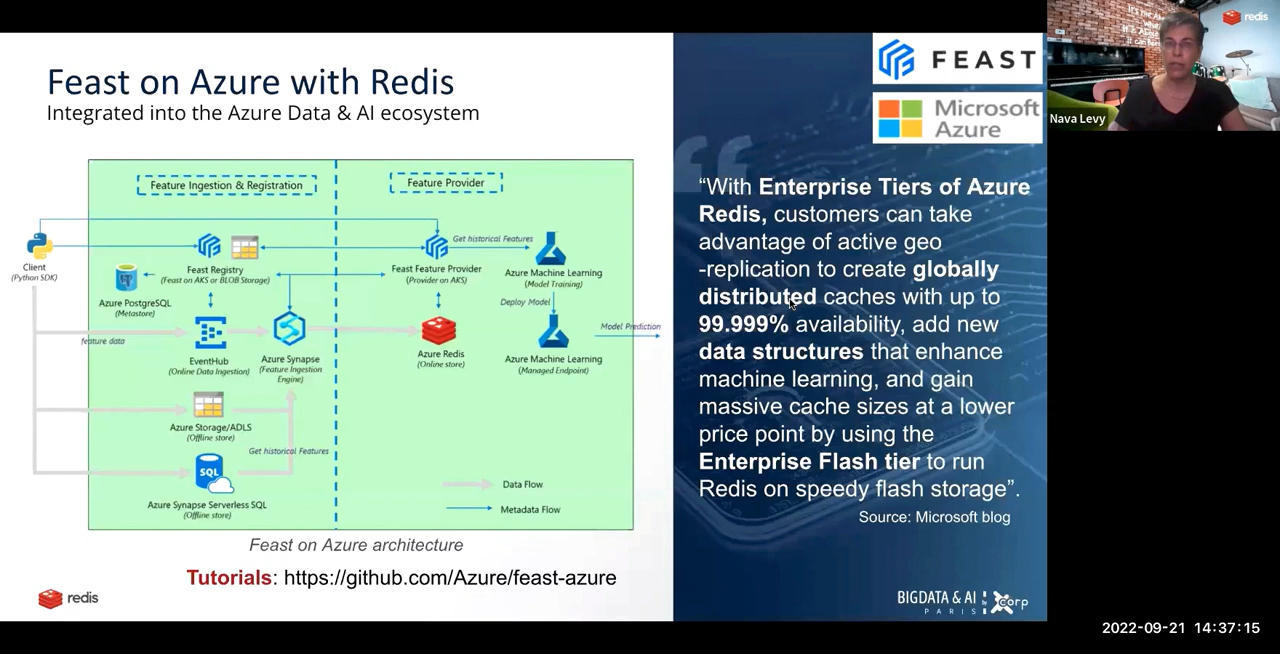 Feast on Azure with Redis
Integrated into the Azure Data & AI ecosystem
Feature Ingestion & Registration
Feature Provider
Client
(Python SDK)
Feast Registry
(Feast on AKS or BLOB Storage)
Azure PostgreSQL
(Metastore)
feature data
EventHub
(Online Data Ingestion)
Azure Synapse
(Feature Ingestion
Engine)
Azure Storage/ADLS
(Offline store)
Get historical Features
SQL
Azure Synapse Serverless SQL
(Offline store)
Feast Feature Provider
(Provider on AKS)
Get historical Features
Azure Machine Learning
(Model Training)
Deploy Model
Azure Redis
(Online store)
Azure Machine Learning
(Managed Endpoint)
Model Prediction
Data Flow
Metadata Flow
Feast on Azure architecture
Tutorials: https://github.com/Azure/feast-azure
redis
FEAST
Microsoft
Azure
“With Enterprise Tiers of Azure
Redis, customers can take
advantage of active geo
-replication to create globally
distributed caches with up to
99.999% availability, add new
data structures that enhance
machine learning, and gain
massive cache sizes at a lower
price point by using the
Enterprise Flash tier to run
Redis on speedy flash storage”.
Source: Microsoft blog
BIGDATA & AI by corp
PARIS
redis
Nava Levy
2022-09-21 14:37:15